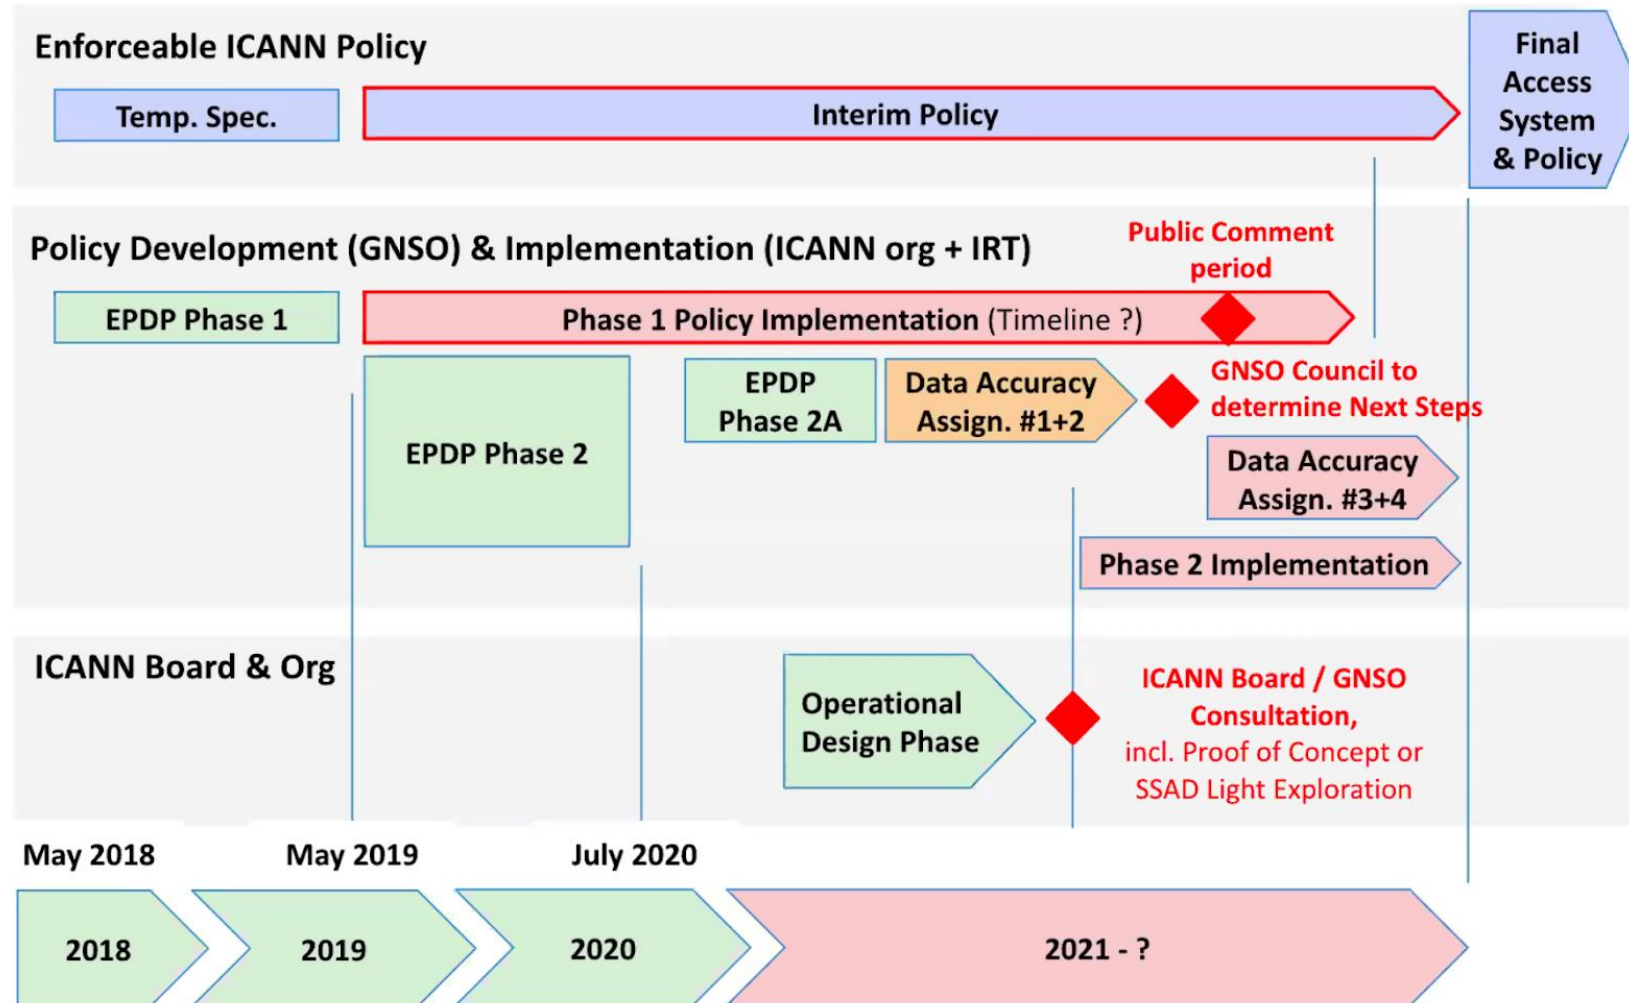 Enforceable ICANN Policy
Temp. Spec.
Interim Policy
Final
Access
System
& Policy
Policy Development (GNSO) & Implementation (ICANN org + IRT)
Public Comment
period
EPDP Phase 1
Phase 1 Policy Implementation (Timeline ?)
EPDP Phase 2
EPDP
Phase 2A
Data Accuracy
Assign. #1+2
GNSO Council to
determine Next Steps
Data Accuracy
Assign. #3+4
Phase 2 Implementation
ICANN Board & Org
Operational
Design Phase
ICANN Board / GNSO
Consultation,
incl. Proof of Concept or
SSAD Light Exploration
May 2018
May 2019
July 2020
2018
2019
2020
2021 - ?